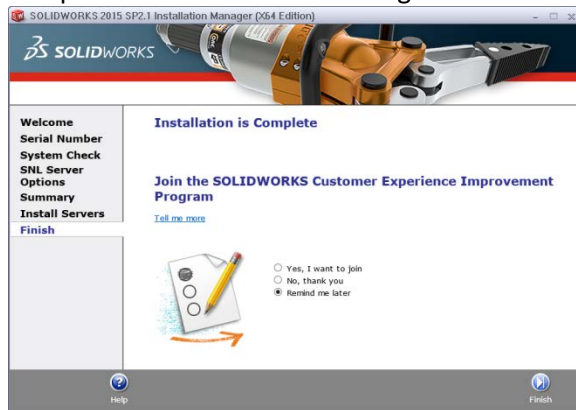 SOLIDWORKS 2015 SP2.1 Installation Manager (X64 Edition)
SOLIDWORKS
Welcome
Serial Number
System Check
SNL Server
Options
Summary
Install Servers
Finish
Installation is Complete
Join the SOLIDWORKS Customer Experience Improvement
Program
Tell me more
Yes, I want to join
No, thank you
Remind me later
Help
Finish